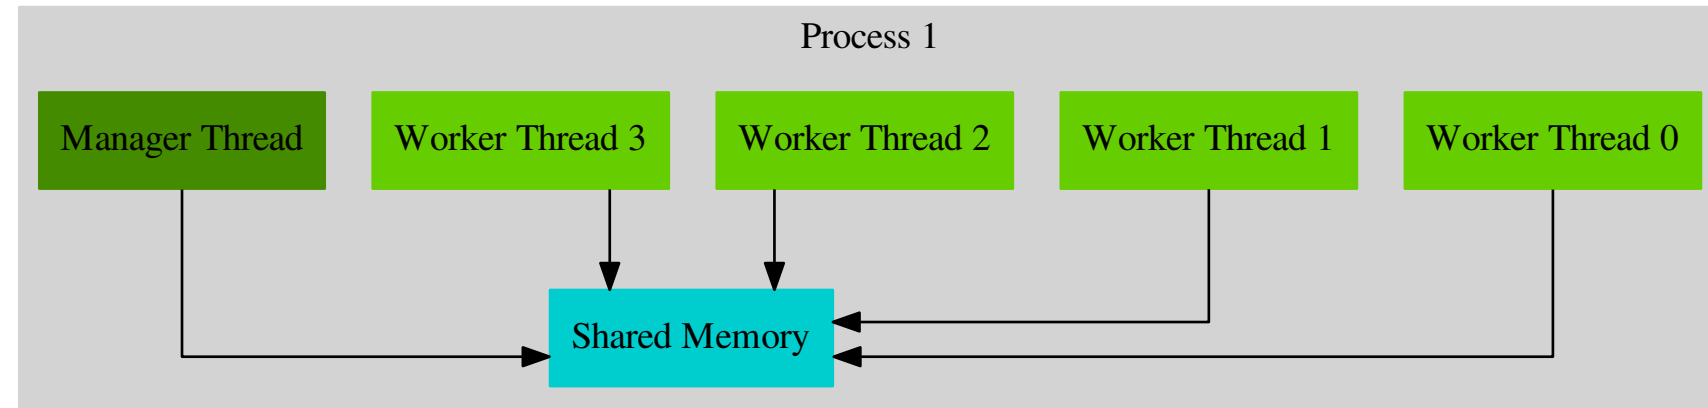 Process 1
Manager Thread
Worker Thread 3
Worker Thread 2
Worker Thread 1
Worker Thread 0
Shared Memory